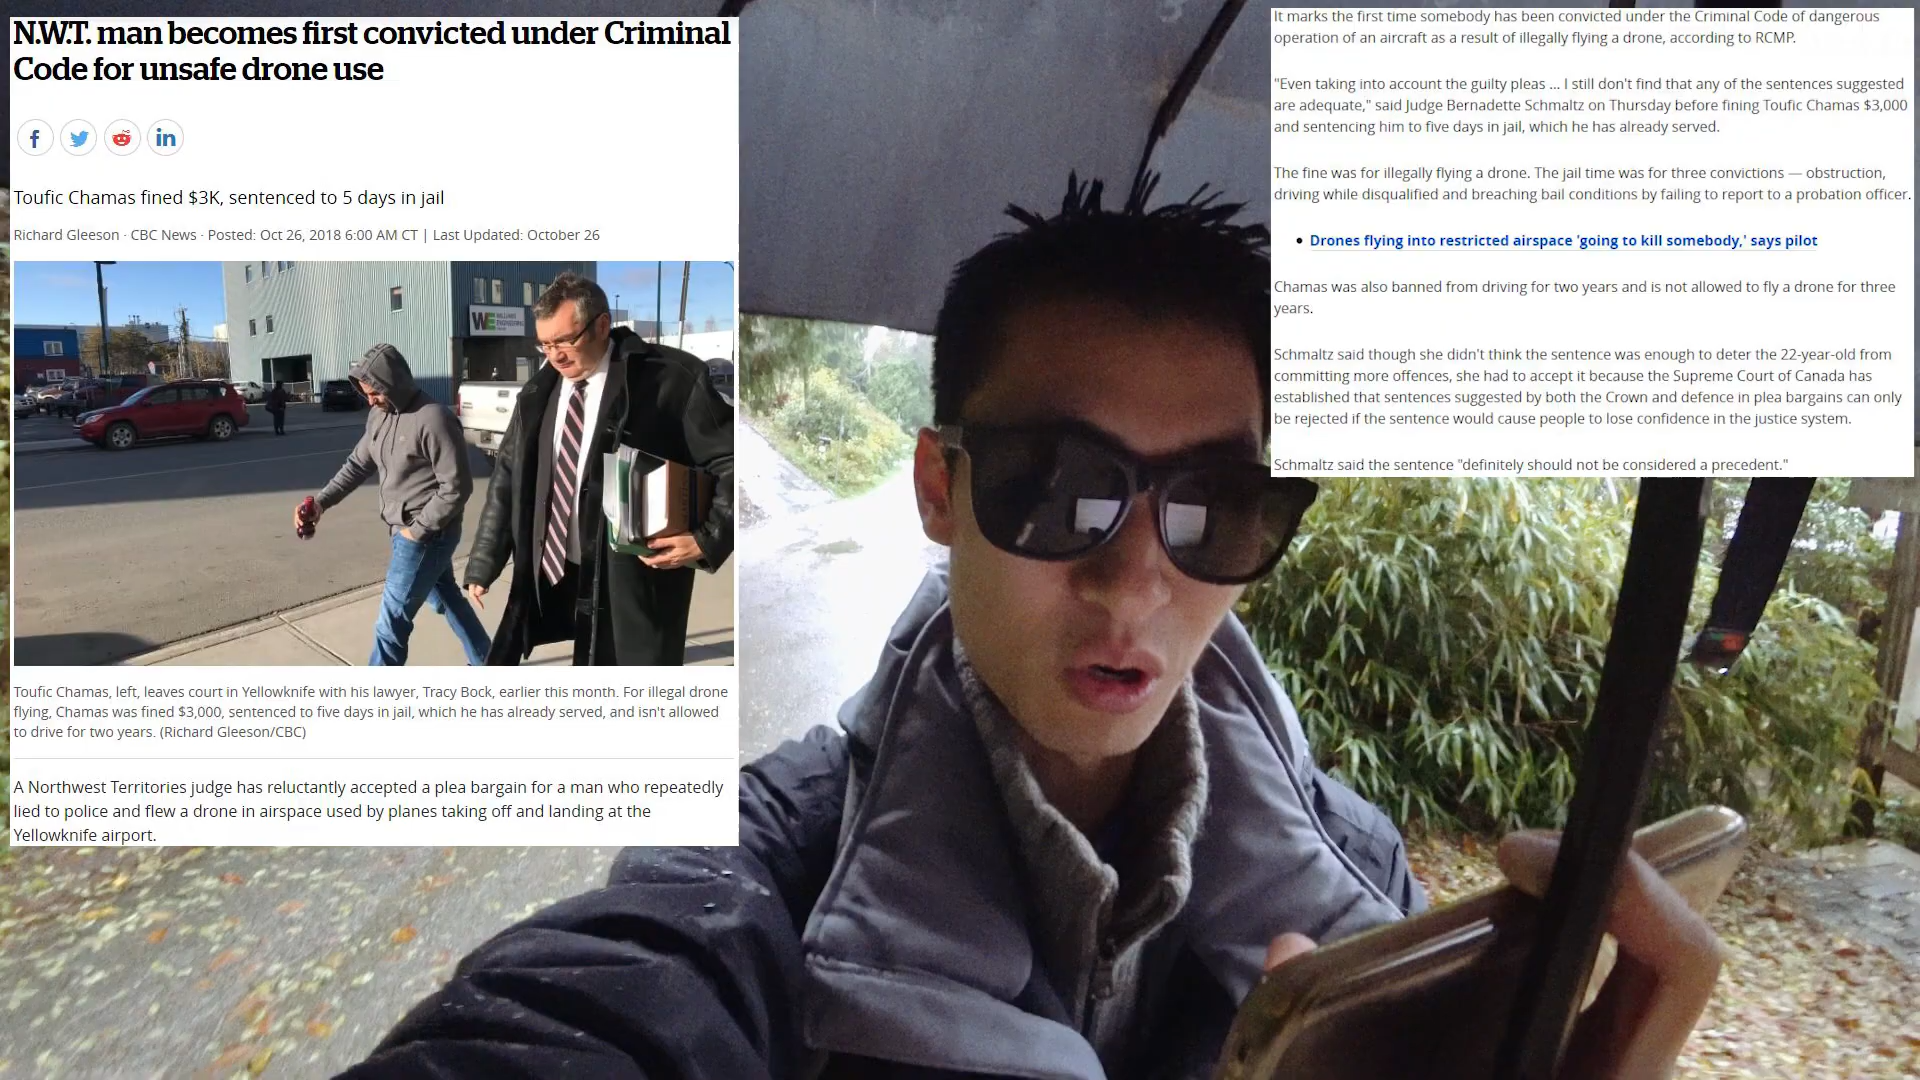 N.W.T. man becomes first convicted under Criminal
Code for unsafe drone use
Toufic Chamas fined $3K, sentenced to 5 days in jail
Richard Gleeson · CBC News · Posted: Oct 26, 2018 6:00 AM CT | Last Updated: October 26
WE WILLIAMS
ENGINEERING
Toufic Chamas, left, leaves court in Yellowknife with his lawyer, Tracy Bock, earlier this month. For illegal drone
flying, Chamas was fined $3,000, sentenced to five days in jail, which he has already served, and isn't allowed
to drive for two years. (Richard Gleeson/CBC)
A Northwest Territories judge has reluctantly accepted a plea bargain for a man who repeatedly
lied to police and flew a drone in airspace used by planes taking off and landing at the
Yellowknife airport.
It marks the first time somebody has been convicted under the Criminal Code of dangerous
operation of an aircraft as a result of illegally flying a drone, according to RCMP.
"Even taking into account the guilty pleas ... I still don't find that any of the sentences suggested
are adequate," said Judge Bernadette Schmaltz on Thursday before fining Toufic Chamas $3,000
and sentencing him to five days in jail, which he has already served.
The fine was for illegally flying a drone. The jail time was for three convictions — obstruction,
driving while disqualified and breaching bail conditions by failing to report to a probation officer.
• Drones flying into restricted airspace 'going to kill somebody,' says pilot
Chamas was also banned from driving for two years and is not allowed to fly a drone for three
years.
Schmaltz said though she didn't think the sentence was enough to deter the 22-year-old from
committing more offences, she had to accept it because the Supreme Court of Canada has
established that sentences suggested by both the Crown and defence in plea bargains can only
be rejected if the sentence would cause people to lose confidence in the justice system.
Schmaltz said the sentence "definitely should not be considered a precedent."